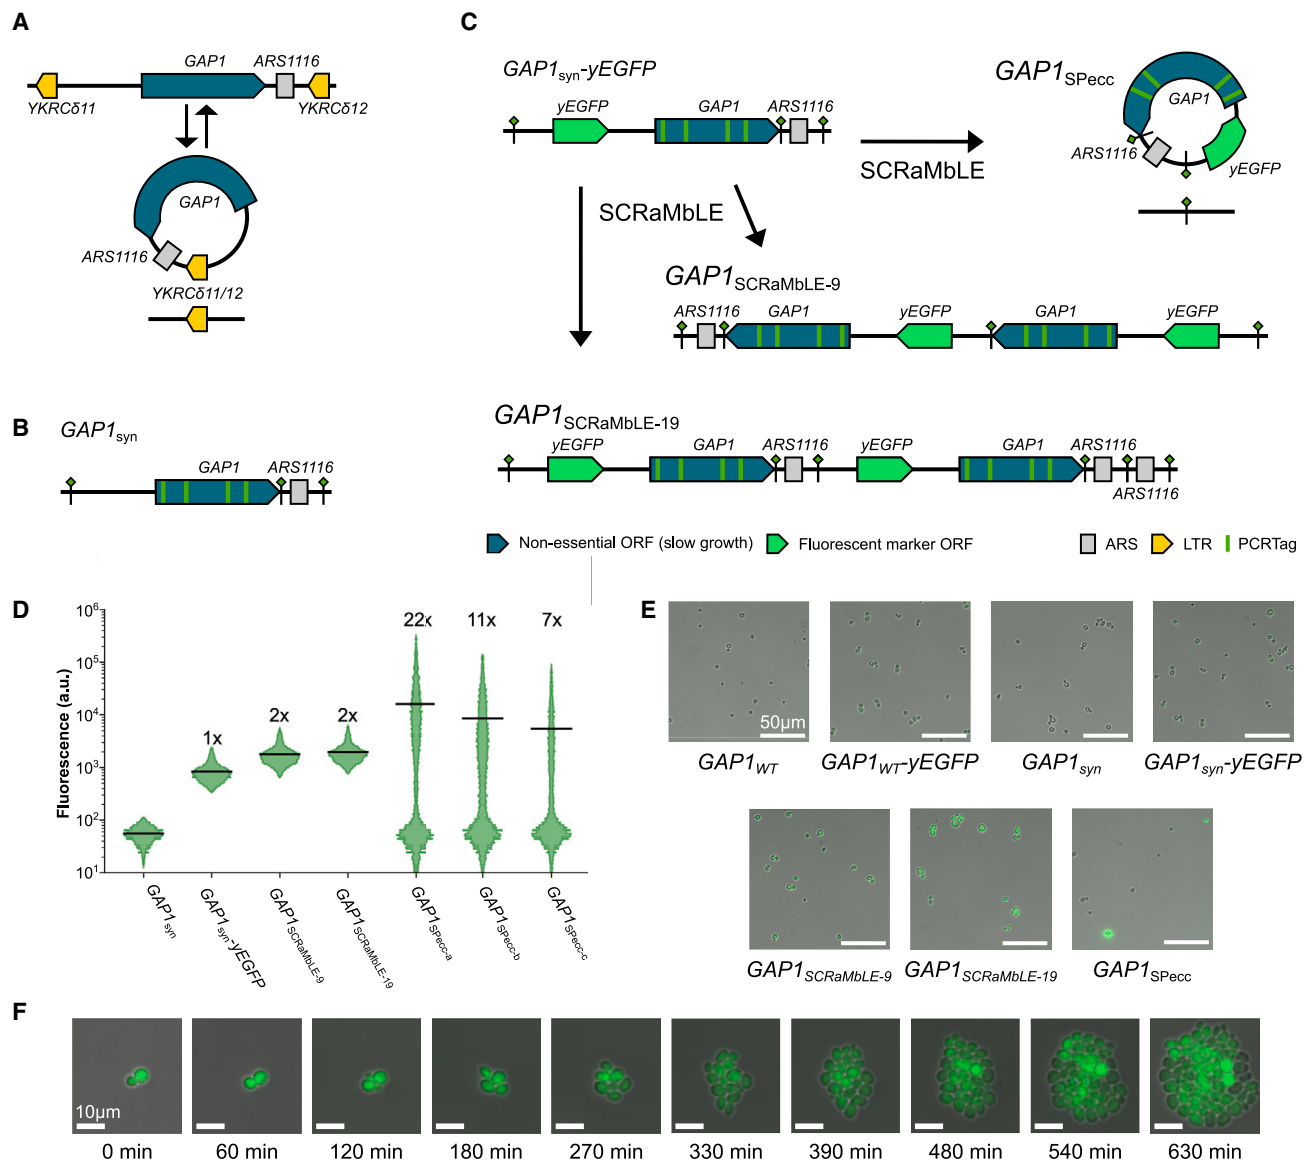 A
GAP1 ARS1116
YKRCδ11 YKRCδ12
GAP1
ARS1116
YKRCδ11/12
B
GAP1syn
GAP1 ARS1116
C
GAP1syn-yEGFP
yEGFP GAP1 ARS1116
SCRaMbLE
GAP1SPecc
GAP1
ARS1116
yEGFP
SCRaMbLE
GAP1SCRaMbLE-9
ARS1116 GAP1 yEGFP GAP1 yEGFP
GAP1SCRaMbLE-19
yEGFP GAP1 ARS1116 yEGFP GAP1 ARS1116
ARS1116
Non-essential ORF (slow growth) Fluorescent marker ORF ARS LTR PCRTag
D
Fluorescence (a.u.)
10⁶
10⁵
10⁴
10³
10²
10¹
1x 2x 2x 22x 11x 7x
GAP1syn
GAP1syn-yEGFP
GAP1SCRaMbLE-9
GAP1SCRaMbLE-19
GAP1SPecc-a
GAP1SPecc-b
GAP1SPecc-c
E
50μm
GAP1WT GAP1WT-yEGFP GAP1syn GAP1syn-yEGFP
GAP1SCRaMbLE-9 GAP1SCRaMbLE-19 GAP1SPecc
F
10μm
0 min 60 min 120 min 180 min 270 min 330 min 390 min 480 min 540 min 630 min